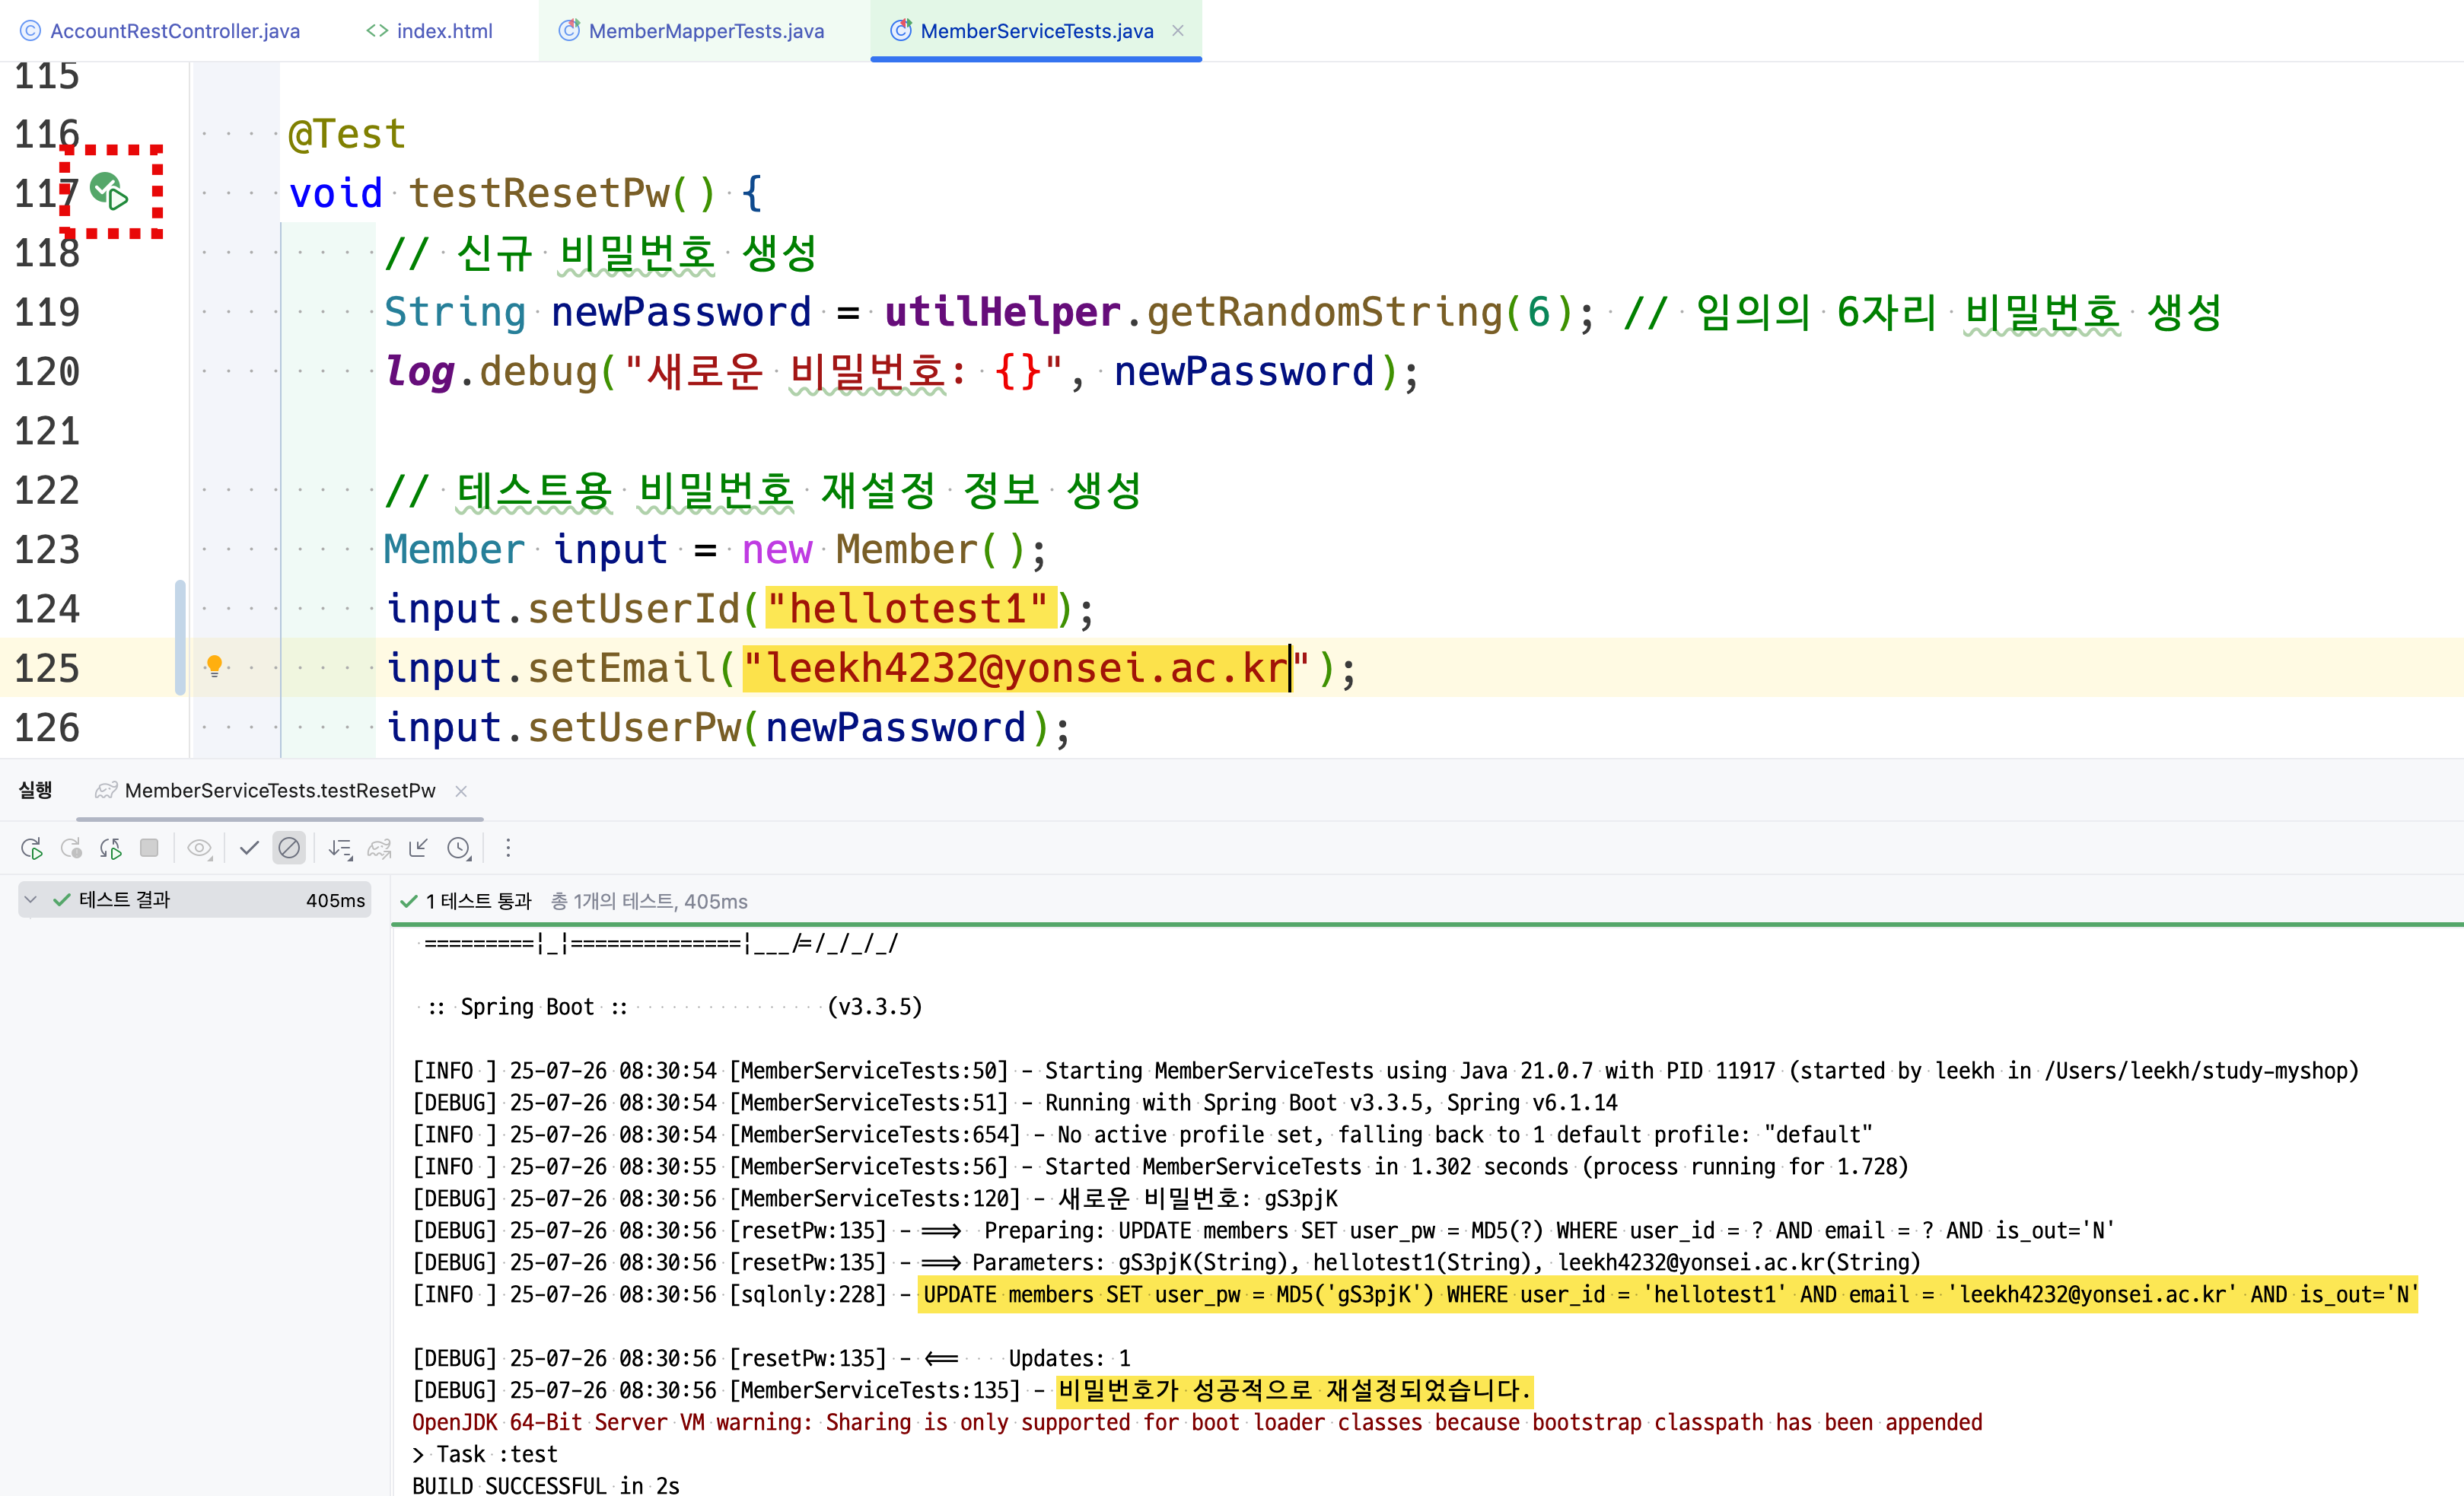 AccountRestController.java
index.html
MemberMapperTests.java
MemberServiceTests.java
115
116 @Test
117 void testResetPw() {
118 // 신규 비밀번호 생성
119 String newPassword = utilHelper.getRandomString(6); // 임의의 6자리 비밀번호 생성
120 log.debug("새로운 비밀번호: {}", newPassword);
121
122 // 테스트용 비밀번호 재설정 정보 생성
123 Member input = new Member();
124 input.setUserId("hellotest1");
125 input.setEmail("leekh4232@yonsei.ac.kr");
126 input.setUserPw(newPassword);
실행 MemberServiceTests.testResetPw
테스트 결과 405ms
1 테스트 통과 총 1개의 테스트, 405ms
=========|_|==============|___/=/_/_/_/
:: Spring Boot :: (v3.3.5)
[INFO ] 25-07-26 08:30:54 [MemberServiceTests:50] - Starting MemberServiceTests using Java 21.0.7 with PID 11917 (started by leekh in /Users/leekh/study-myshop)
[DEBUG] 25-07-26 08:30:54 [MemberServiceTests:51] - Running with Spring Boot v3.3.5, Spring v6.1.14
[INFO ] 25-07-26 08:30:54 [MemberServiceTests:654] - No active profile set, falling back to 1 default profile: "default"
[INFO ] 25-07-26 08:30:55 [MemberServiceTests:56] - Started MemberServiceTests in 1.302 seconds (process running for 1.728)
[DEBUG] 25-07-26 08:30:56 [MemberServiceTests:120] - 새로운 비밀번호: gS3pjK
[DEBUG] 25-07-26 08:30:56 [resetPw:135] - ==> Preparing: UPDATE members SET user_pw = MD5(?) WHERE user_id = ? AND email = ? AND is_out='N'
[DEBUG] 25-07-26 08:30:56 [resetPw:135] - ==> Parameters: gS3pjK(String), hellotest1(String), leekh4232@yonsei.ac.kr(String)
[INFO ] 25-07-26 08:30:56 [sqlonly:228] - UPDATE members SET user_pw = MD5('gS3pjK') WHERE user_id = 'hellotest1' AND email = 'leekh4232@yonsei.ac.kr' AND is_out='N'
[DEBUG] 25-07-26 08:30:56 [resetPw:135] - <== Updates: 1
[DEBUG] 25-07-26 08:30:56 [MemberServiceTests:135] - 비밀번호가 성공적으로 재설정되었습니다.
OpenJDK 64-Bit Server VM warning: Sharing is only supported for boot loader classes because bootstrap classpath has been appended
> Task :test
BUILD SUCCESSFUL in 2s